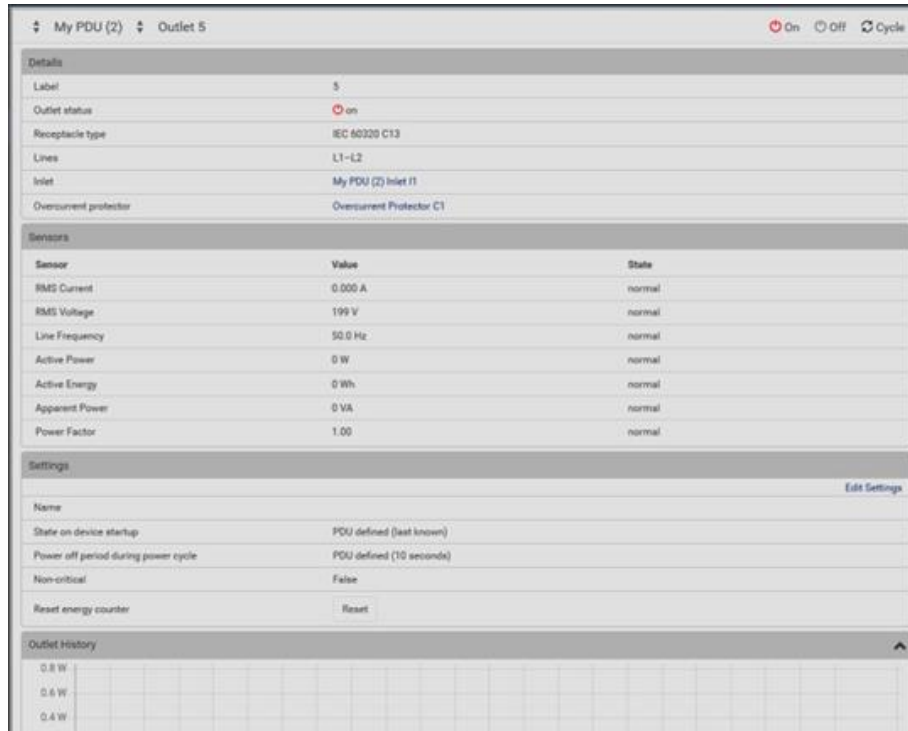 My PDU (2) Outlet 5 On Off Cycle
Details
Label 5
Outlet status on
Receptacle type IEC 60320 C13
Lines L1-L2
Inlet My PDU (2) Inlet I1
Overcurrent protector Overcurrent Protector C1
Sensors
Sensor Value State
RMS Current 0.000 A normal
RMS Voltage 199 V normal
Line Frequency 50.0 Hz normal
Active Power 0 W normal
Active Energy 0 Wh normal
Apparent Power 0 VA normal
Power Factor 1.00 normal
Settings
Edit Settings
Name
State on device startup PDU defined (last known)
Power off period during power cycle PDU defined (10 seconds)
Non-critical False
Reset energy counter Reset
Outlet History
0.8 W
0.6 W
0.4 W